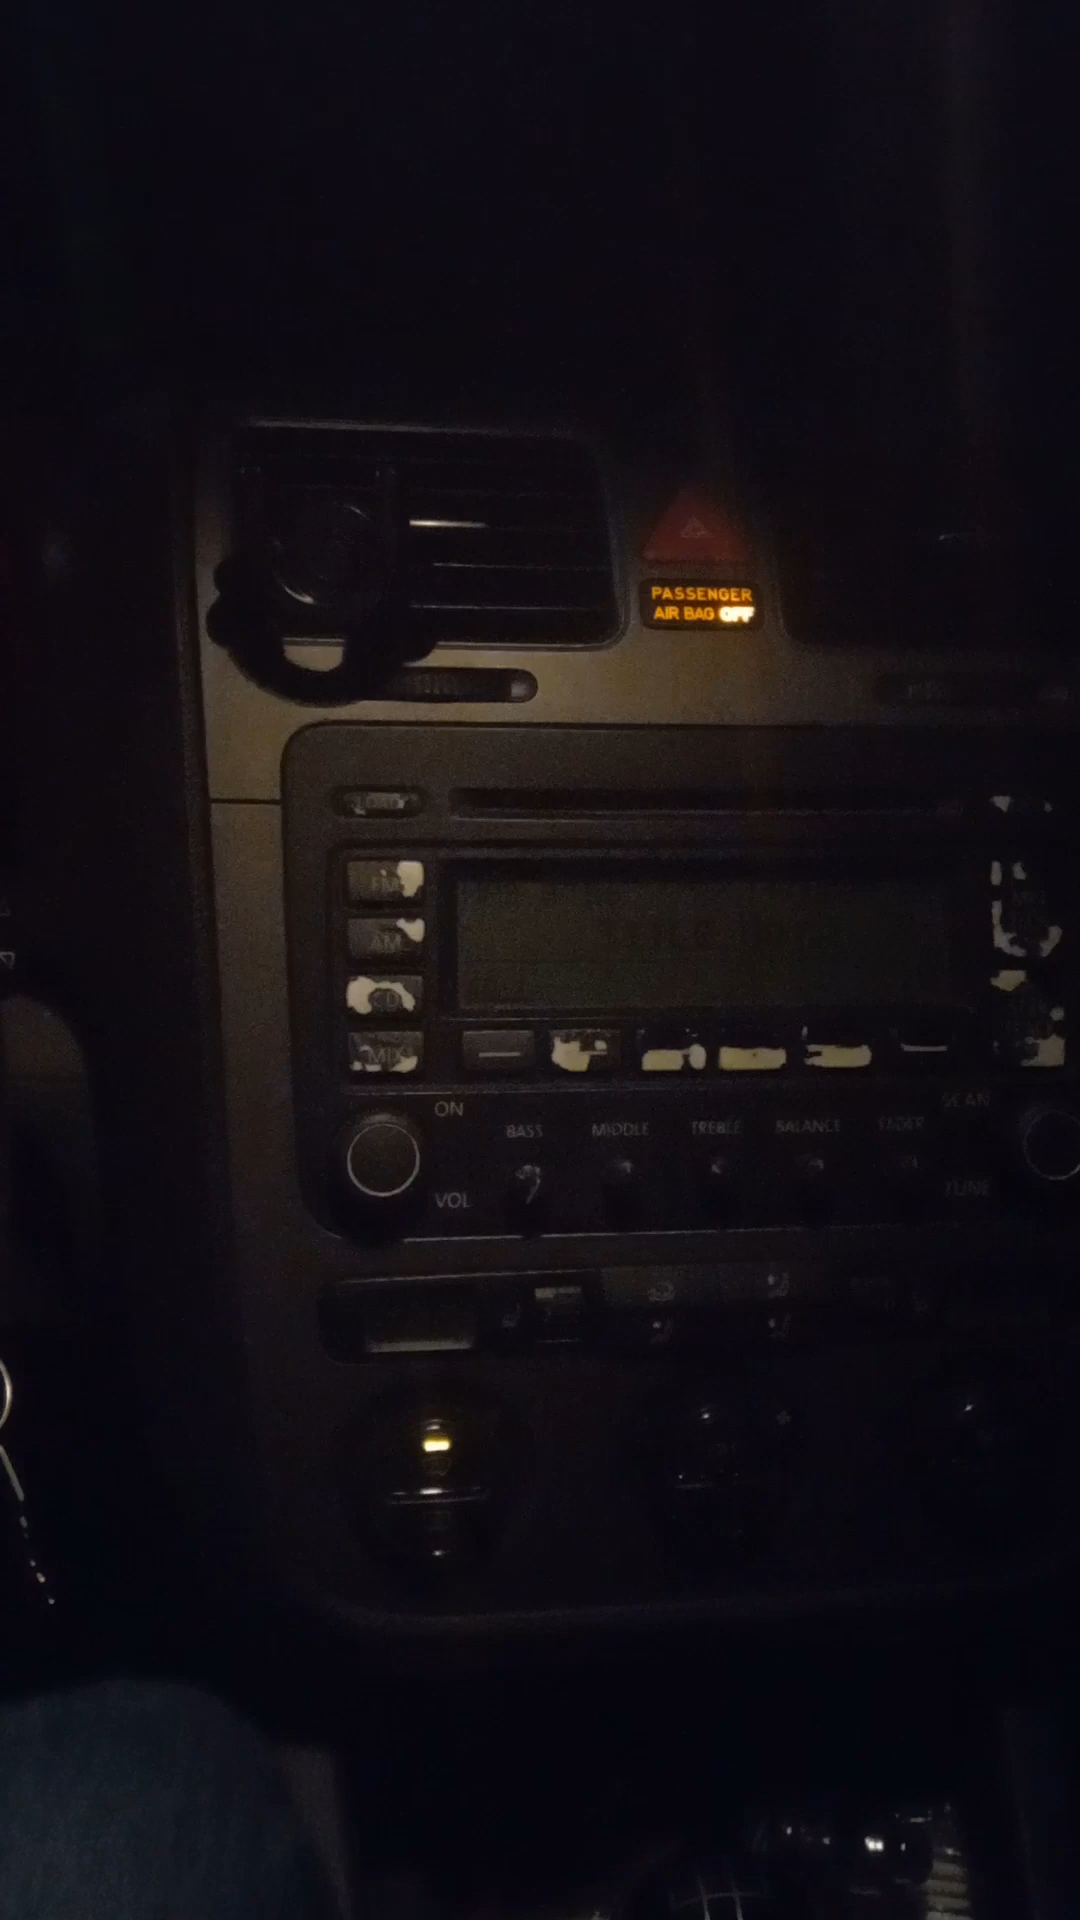 PASSENGER
AIR BAG OFF
FM
AM
CD
MIX
ON
SCAN
BASS MIDDLE TREBLE BALANCE FADER
VOL
TUNE